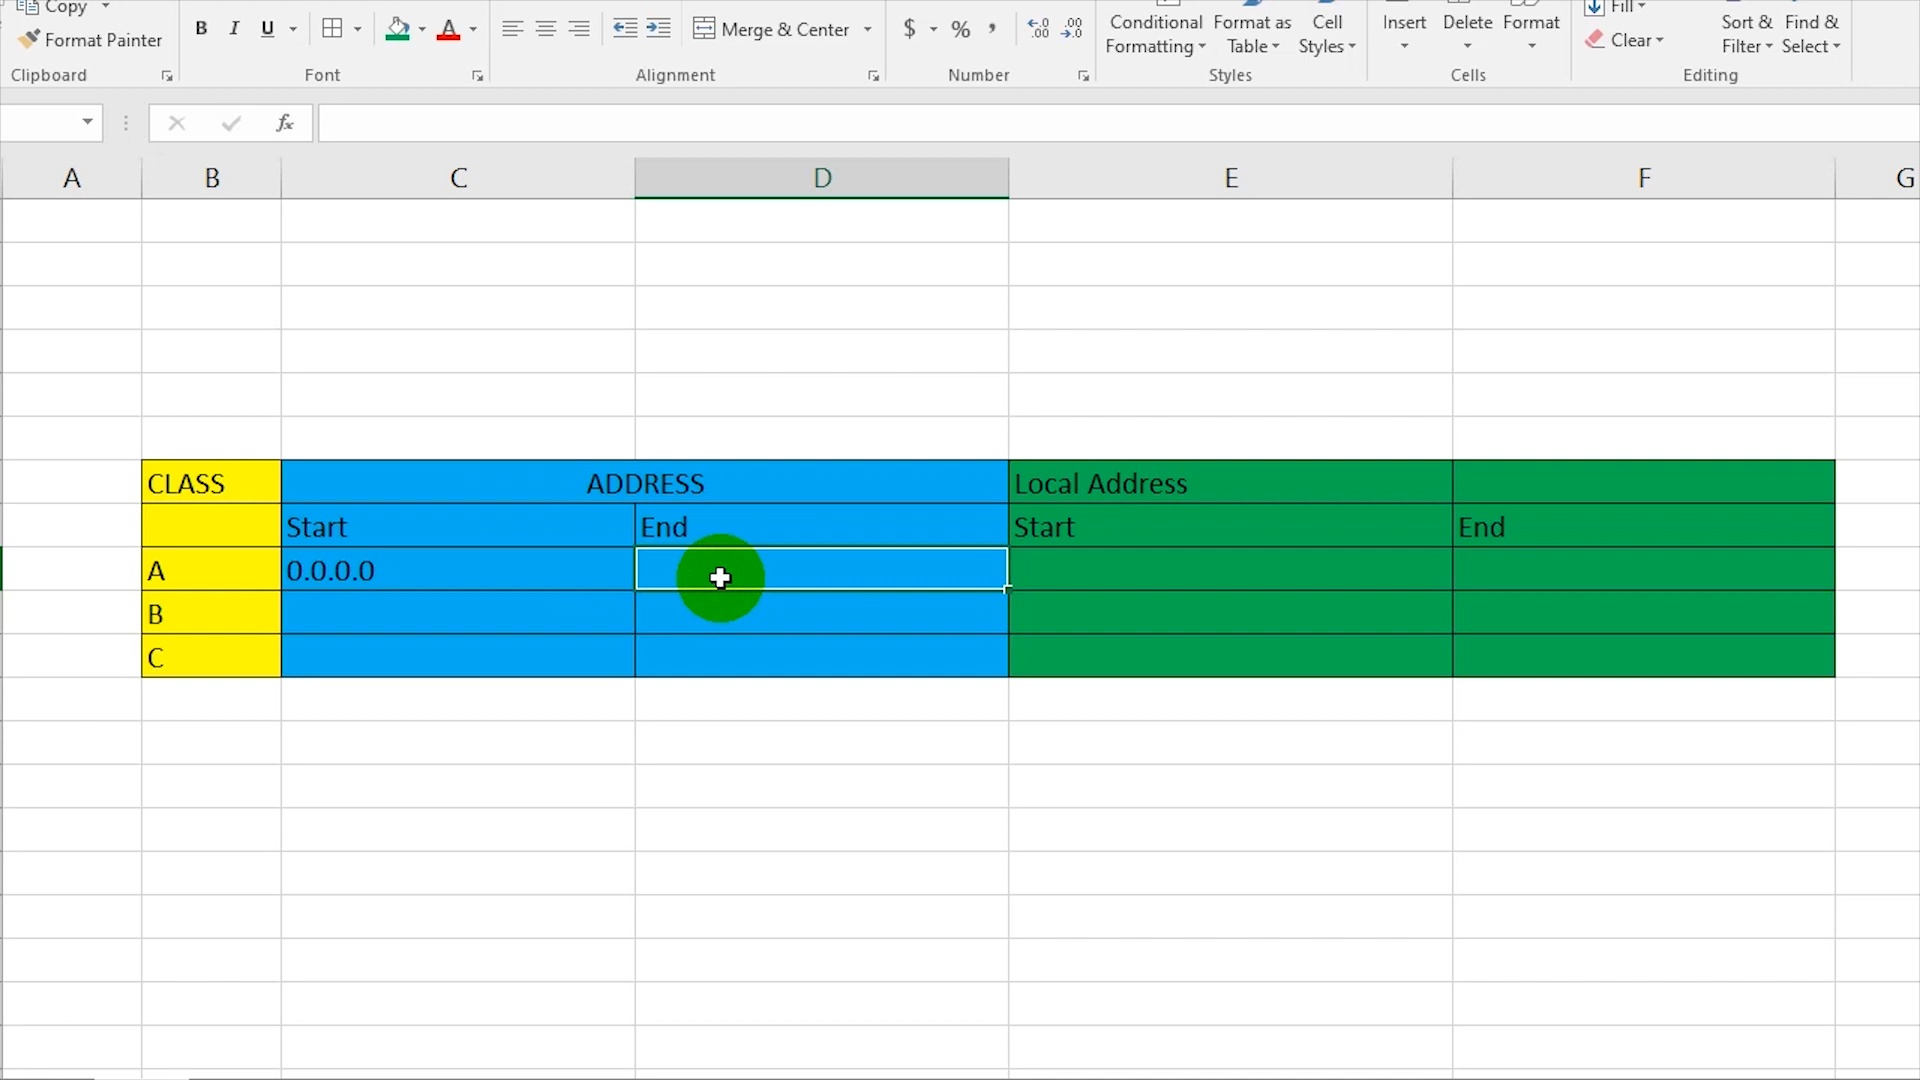 Copy
Format Painter
Clipboard
B I U
Font
Merge & Center
Alignment
$ % ,
Number
Conditional Formatting
Format as Table
Cell Styles
Styles
Insert
Delete
Format
Cells
Fill
Clear
Sort & Filter
Find & Select
Editing
fx
A B C D E F G
CLASS ADDRESS Local Address
Start End Start End
A 0.0.0.0
B
C